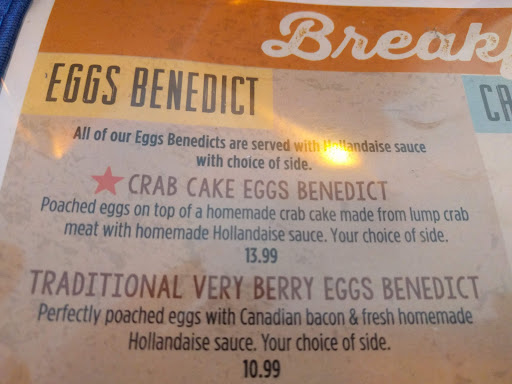 Break
EGGS BENEDICT
CA
All of our Eggs Benedicts are served with Hollandaise sauce
with choice of side.
CRAB CAKE EGGS BENEDICT
Poached eggs on top of a homemade crab cake made from lump crab
meat with homemade Hollandaise sauce. Your choice of side.
13.99
TRADITIONAL VERY BERRY EGGS BENEDICT
Perfectly poached eggs with Canadian bacon & fresh homemade
Hollandaise sauce. Your choice of side.
10.99